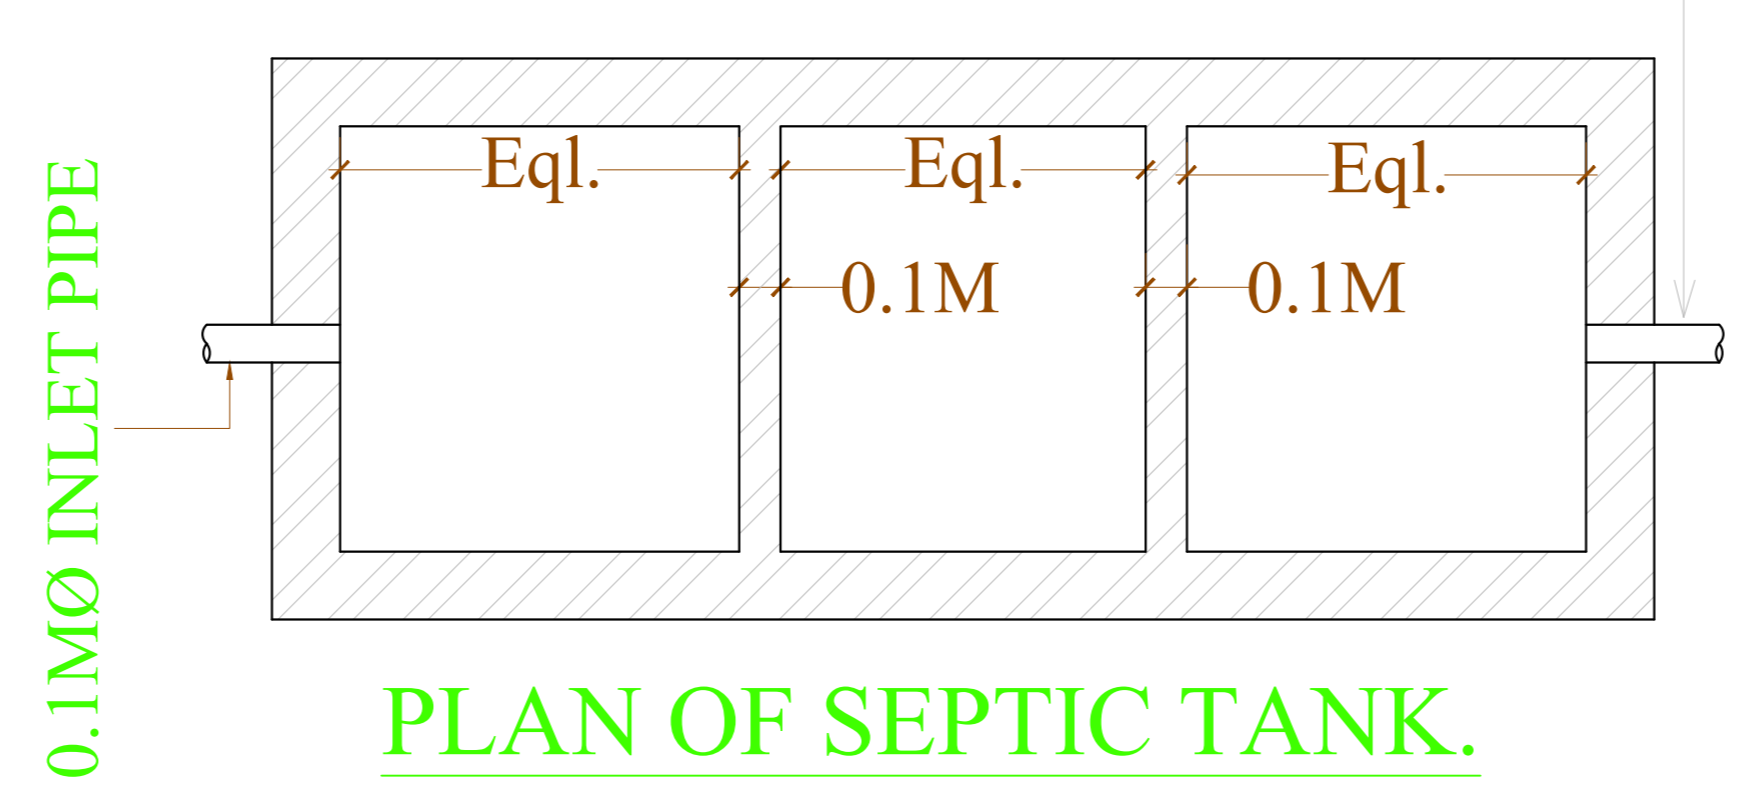 0.1MØ INLET PIPE
Eql. Eql. Eql.
0.1M 0.1M
PLAN OF SEPTIC TANK.